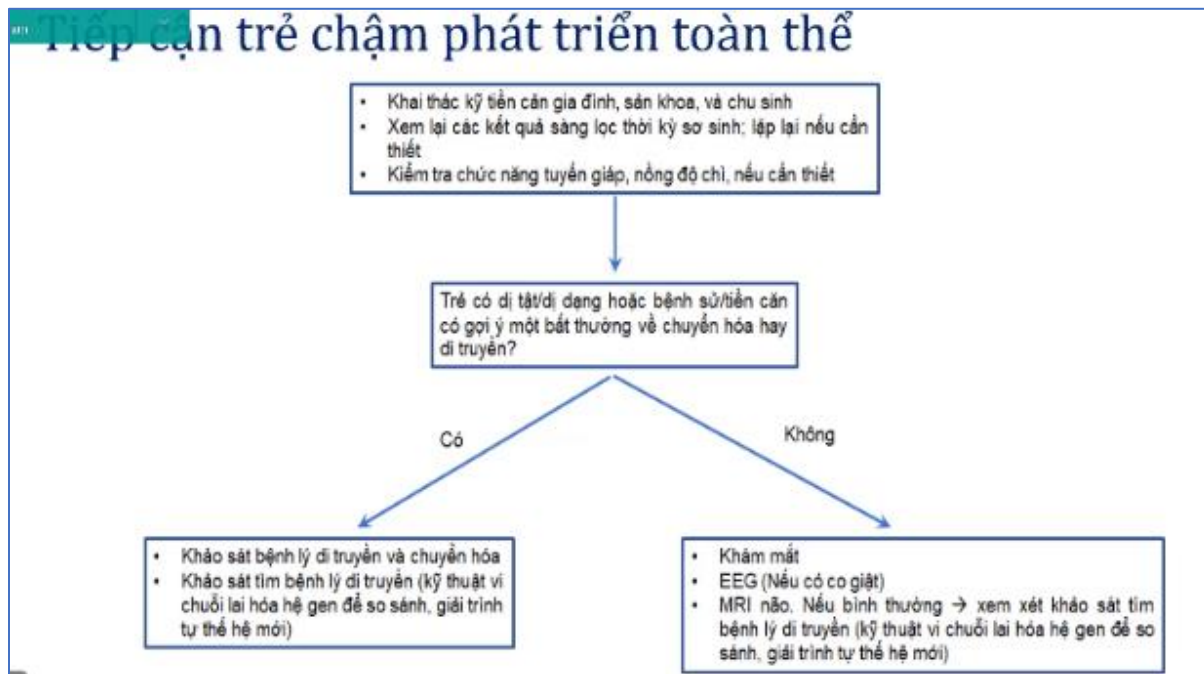 Tiếp cận trẻ chậm phát triển toàn thể
• Khai thác kỹ tiền căn gia đình, sản khoa, và chu sinh
• Xem lại các kết quả sàng lọc thời kỳ sơ sinh; lặp lại nếu cần
thiết
• Kiểm tra chức năng tuyến giáp, nồng độ chì, nếu cần thiết
Trẻ có dị tật/dị dạng hoặc bệnh sử/tiền căn
có gợi ý một bất thường về chuyển hóa hay
di truyền?
Có
Không
• Khảo sát bệnh lý di truyền và chuyển hóa
• Khảo sát tìm bệnh lý di truyền (kỹ thuật vi
chuỗi lai hóa hệ gen để so sánh, giải trình
tự thế hệ mới)
• Khám mắt
• EEG (Nếu có co giật)
• MRI não. Nếu bình thường → xem xét khảo sát tìm
bệnh lý di truyền (kỹ thuật vi chuỗi lai hóa hệ gen để so
sánh, giải trình tự thế hệ mới)